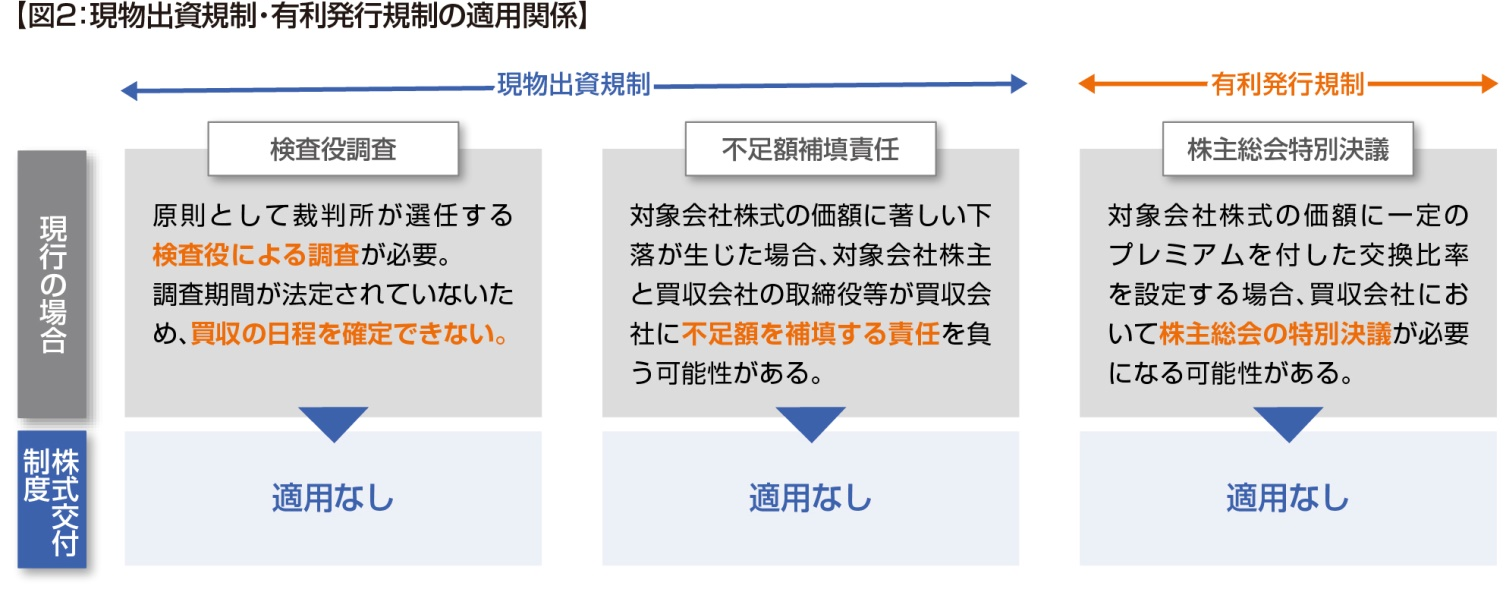 【図2：現物出資規制・有利発行規制の適用関係】
現物出資規制
有利発行規制
現行の場合
検査役調査
原則として裁判所が選任する
検査役による調査が必要。
調査期間が法定されていないた
め、買収の日程を確定できない。
不足額補填責任
対象会社株式の価額に著しい下
落が生じた場合、対象会社株主
と買収会社の取締役等が買収会
社に不足額を補填する責任を負
う可能性がある。
株主総会特別決議
対象会社株式の価額に一定の
プレミアムを付した交換比率
を設定する場合、買収会社にお
いて株主総会の特別決議が必要
になる可能性がある。
株式交付
制度
適用なし
適用なし
適用なし